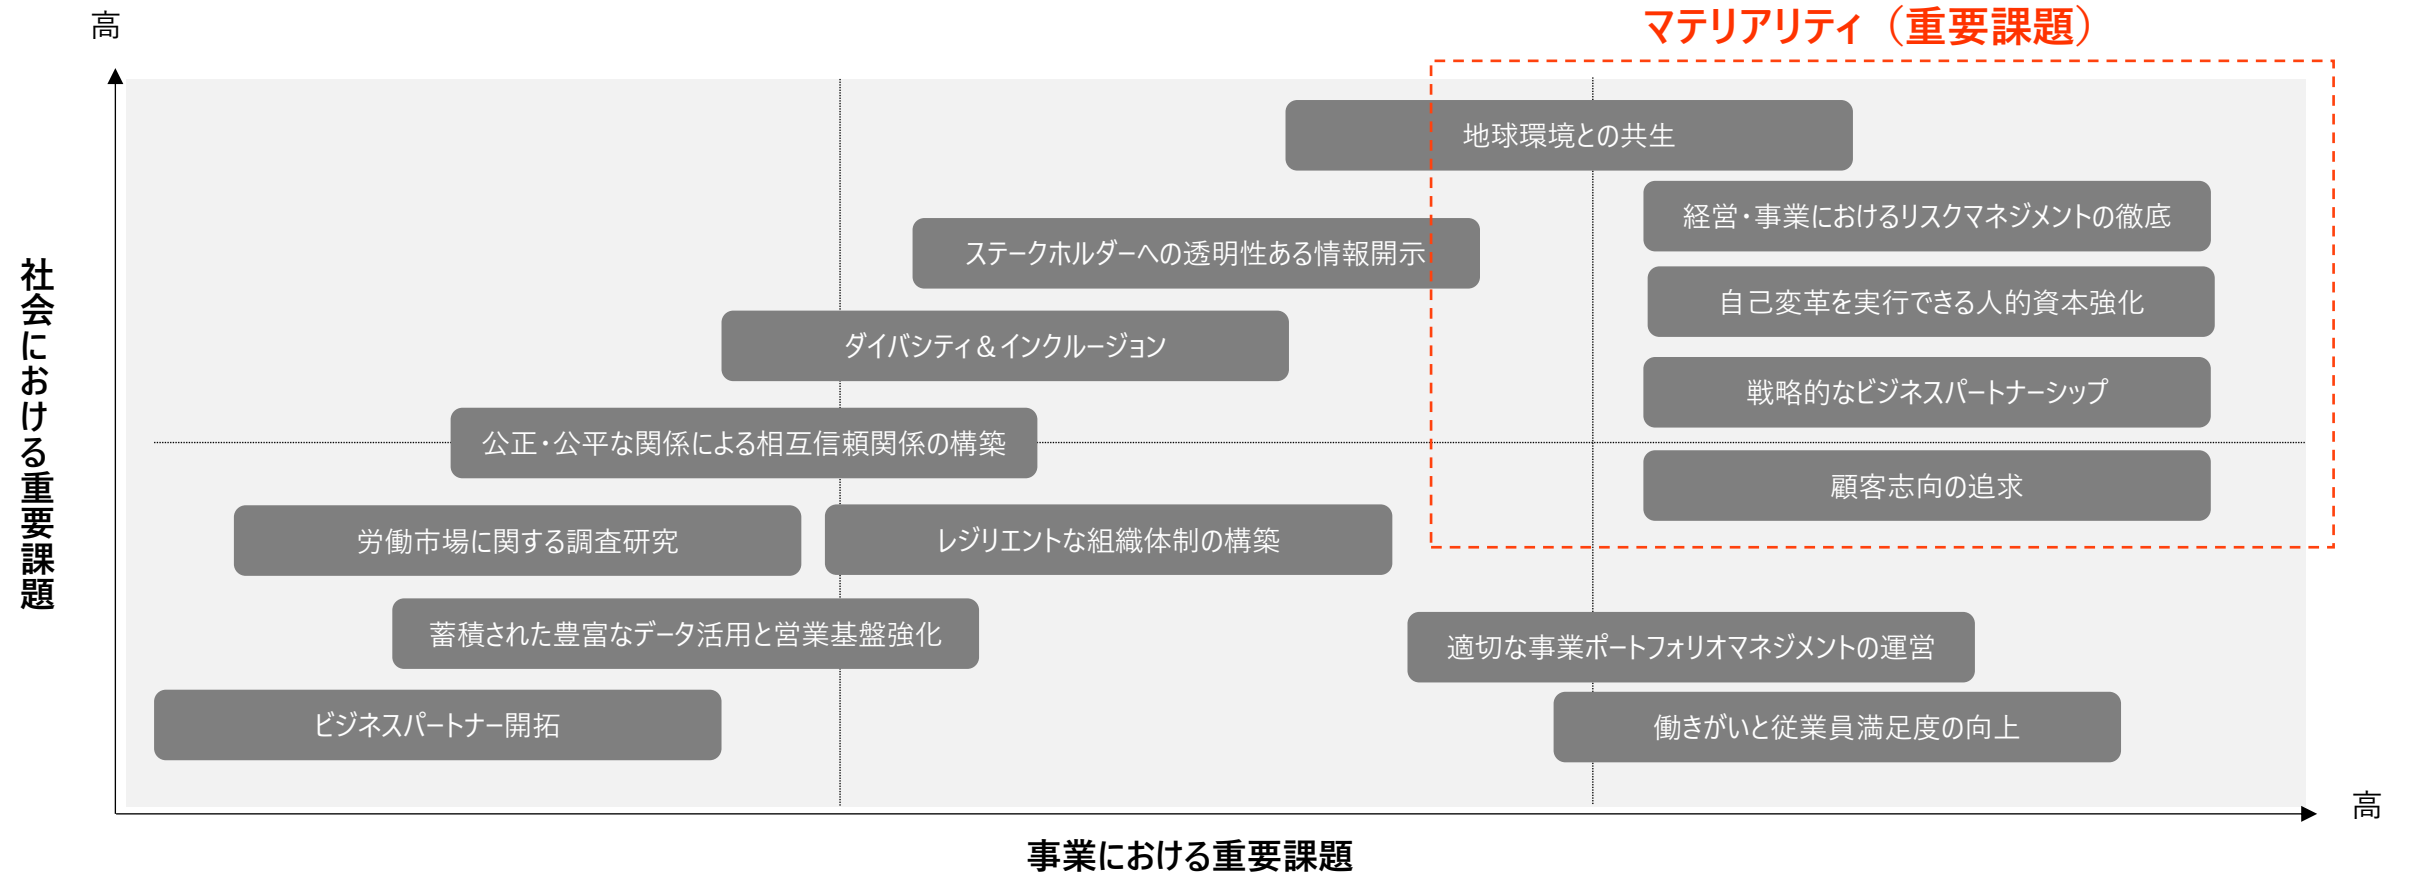 高
マテリアリティ（重要課題）
地球環境との共生
経営・事業におけるリスクマネジメントの徹底
ステークホルダーへの透明性ある情報開示
自己変革を実行できる人的資本強化
ダイバシティ＆インクルージョン
戦略的なビジネスパートナーシップ
公正・公平な関係による相互信頼関係の構築
顧客志向の追求
労働市場に関する調査研究
レジリエントな組織体制の構築
蓄積された豊富なデータ活用と営業基盤強化
適切な事業ポートフォリオマネジメントの運営
ビジネスパートナー開拓
働きがいと従業員満足度の向上
社会における重要課題
高
事業における重要課題